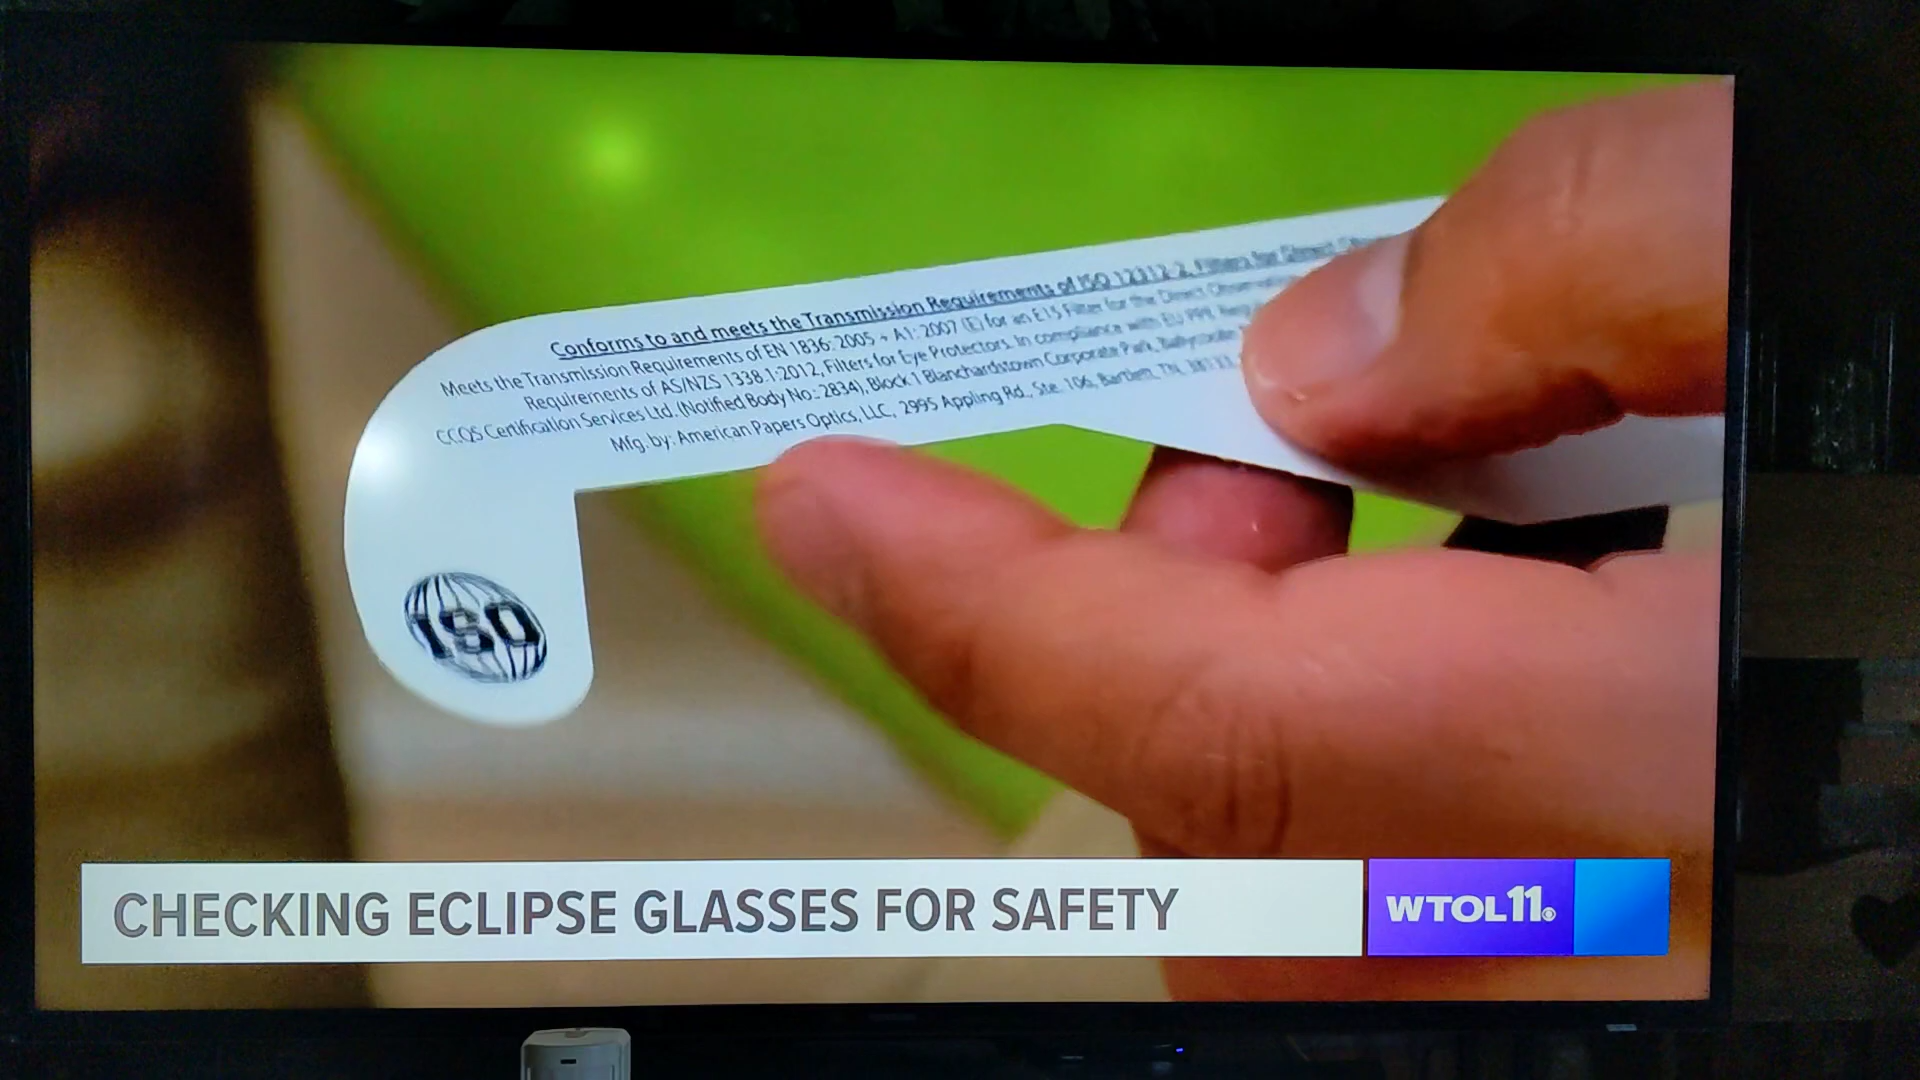 Conforms to and meets the Transmission Requirements of ISO 12312-2, Filters for Direct
Meets the Transmission Requirements of EN 1836: 2005 + A1: 2007 (E) for an E15 Filter for the Direct
Requirements of AS/NZS 1338.1:2012, Filters for Eye Protectors. In compliance with EU PPE
CCQS Certification Services Ltd. (Notified Body No.: 2834), Block 1 Blanchardstown Corporate Park,
Mfg. by: American Papers Optics, LLC, 2995 Appling Rd., Ste. 106, Bartlett, TN, 38133
ISO
CHECKING ECLIPSE GLASSES FOR SAFETY
WTOL11